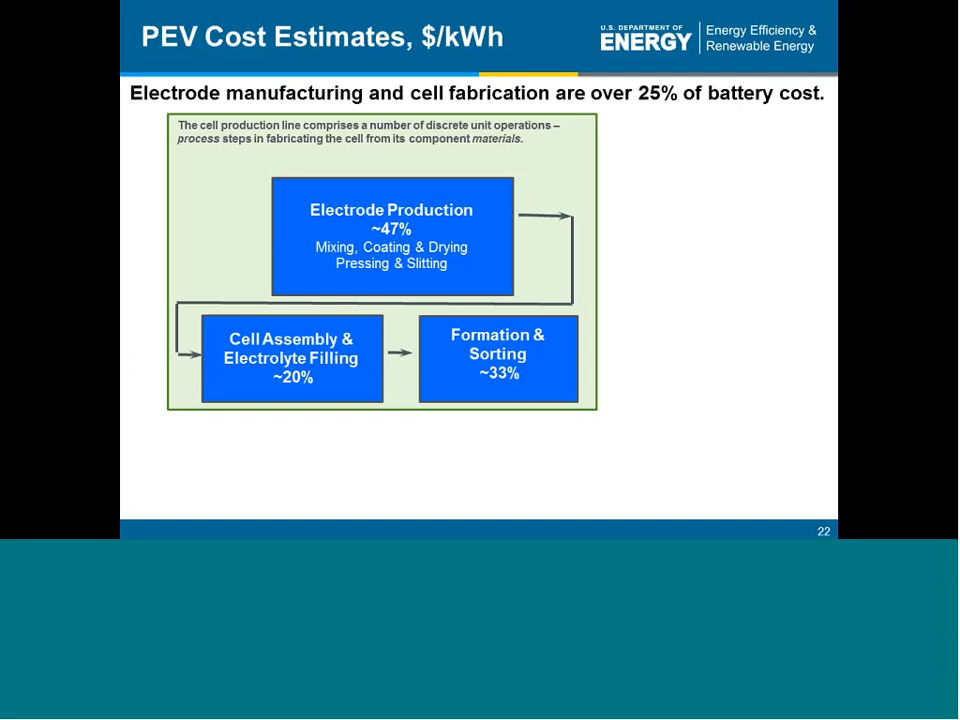 PEV Cost Estimates, $/kWh
U.S. DEPARTMENT OF
ENERGY
Energy Efficiency &
Renewable Energy
Electrode manufacturing and cell fabrication are over 25% of battery cost.
The cell production line comprises a number of discrete unit operations –
process steps in fabricating the cell from its component materials.
Electrode Production
~47%
Mixing, Coating & Drying
Pressing & Slitting
Cell Assembly &
Electrolyte Filling
~20%
Formation &
Sorting
~33%
22